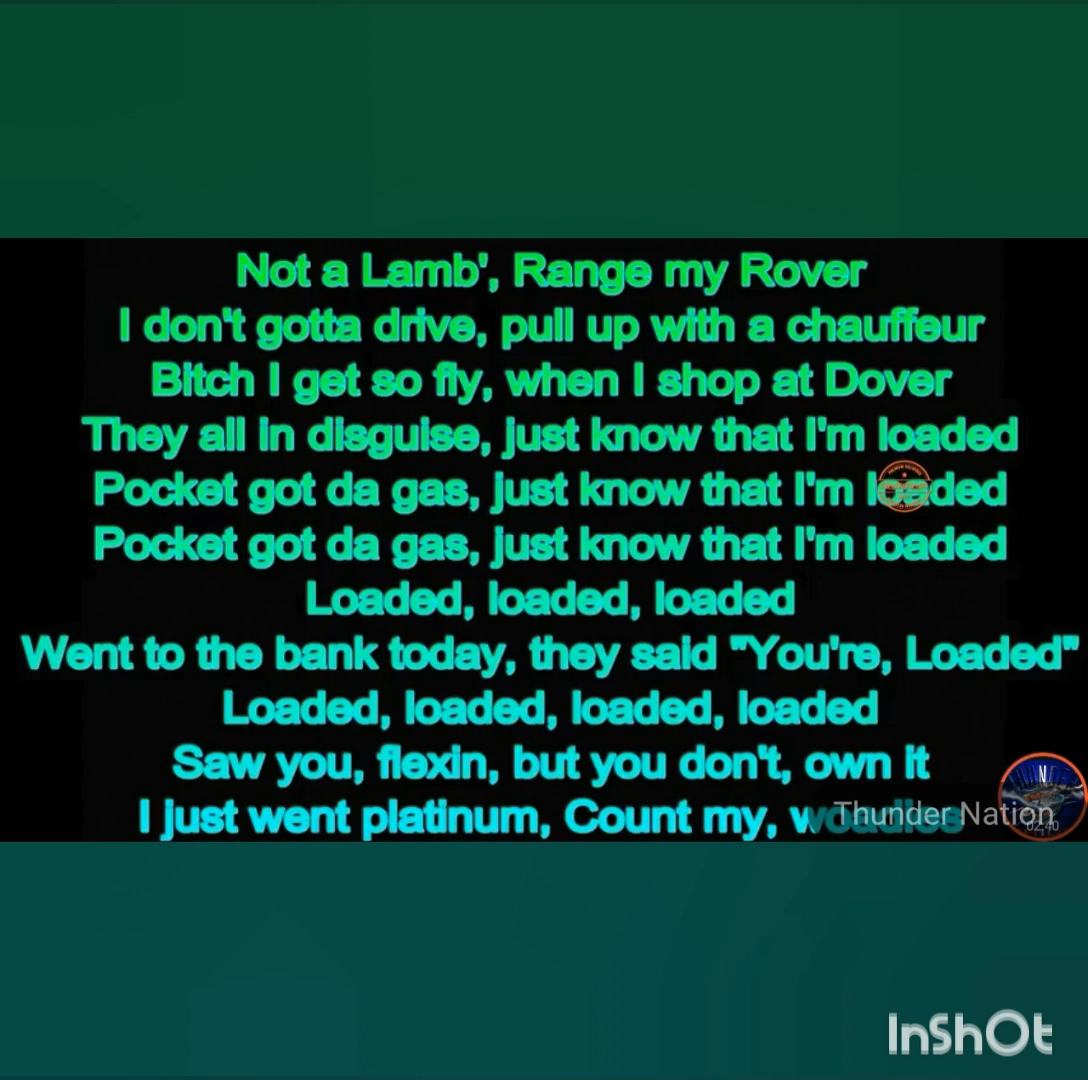 Not a Lamb', Range my Rover
I don't gotta drive, pull up with a chauffeur
Bitch I get so fly, when I shop at Dover
They all in disguise, just know that I'm loaded
Pocket got da gas, just know that I'm loaded
Pocket got da gas, just know that I'm loaded
Loaded, loaded, loaded
Went to the bank today, they said "You're, Loaded"
Loaded, loaded, loaded, loaded
Saw you, flexin, but you don't, own it
I just went platinum, Count my,
Thunder Nation
02:40
InShOt